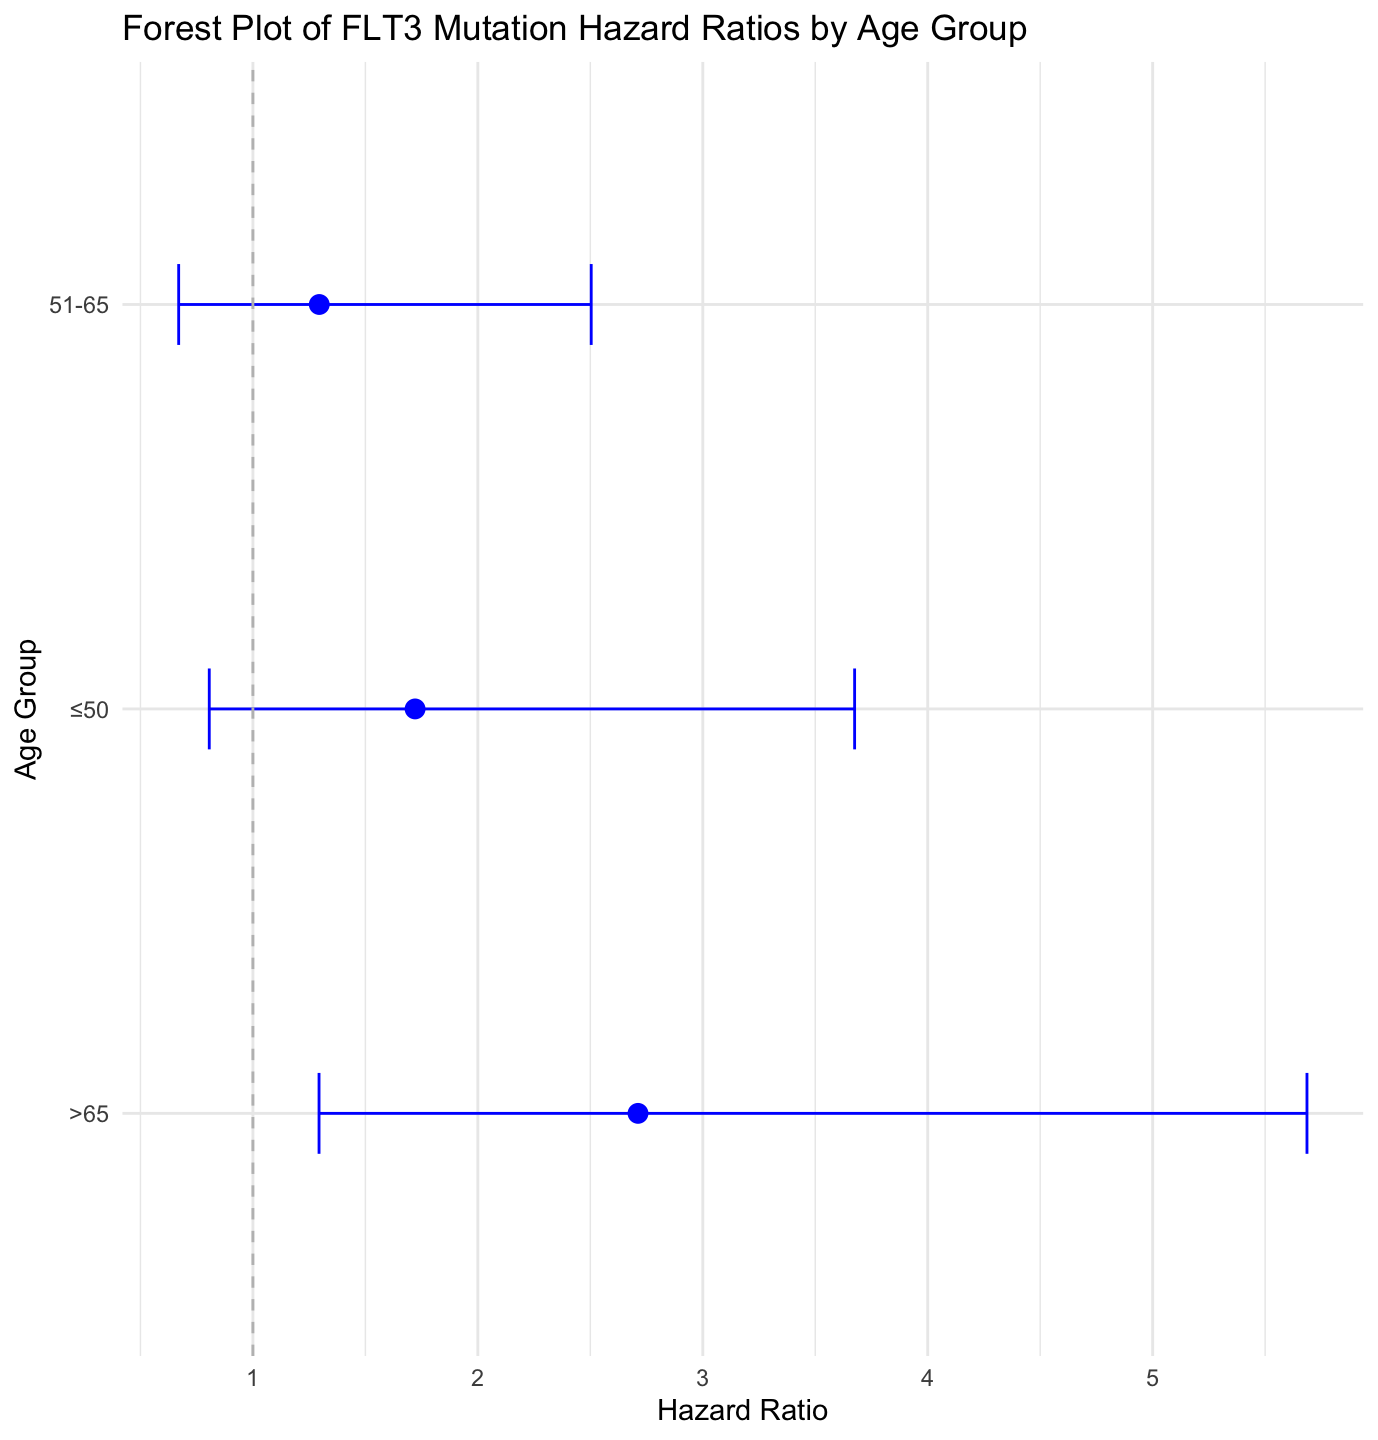 Forest Plot of FLT3 Mutation Hazard Ratios by Age Group
Age Group
51-65
≤50
>65
1 2 3 4 5
Hazard Ratio